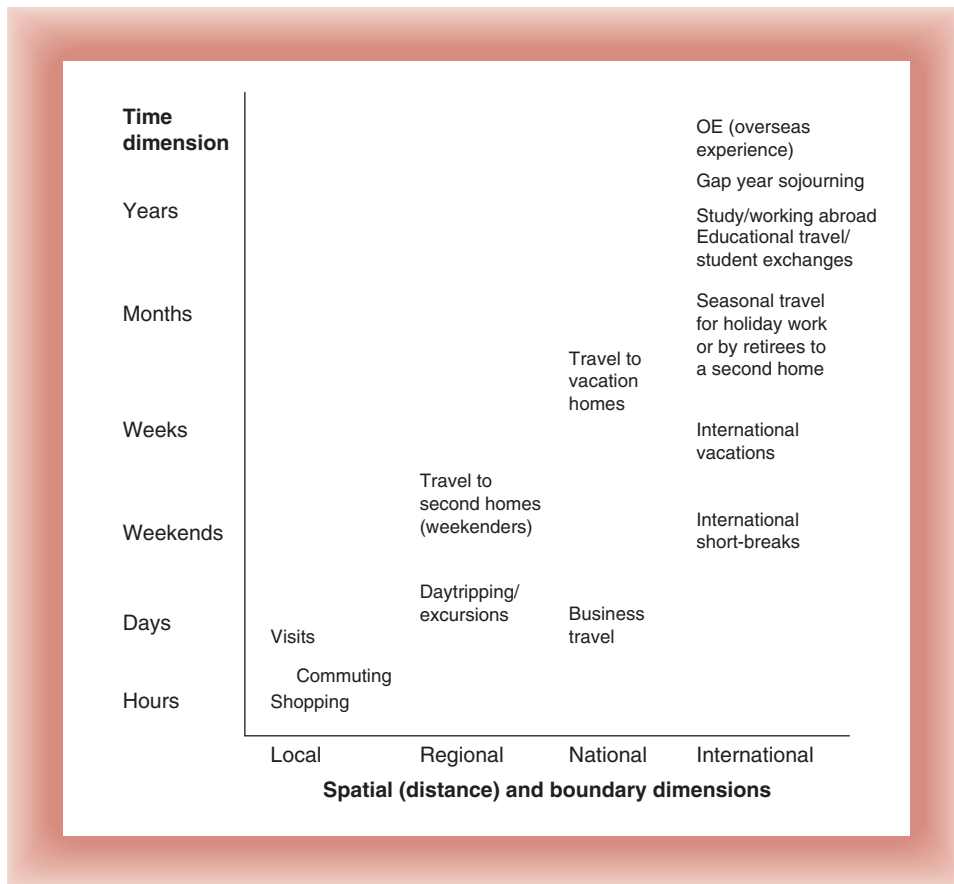 Time
dimension
Years
Months
Weeks
Weekends
Days
Hours
OE (overseas
experience)
Gap year sojourning
Study/working abroad
Educational travel/
student exchanges
Seasonal travel
for holiday work
or by retirees to
a second home
Travel to
vacation
homes
International
vacations
Travel to
second homes
(weekenders)
International
short-breaks
Daytripping/
excursions
Business
travel
Visits
Commuting
Shopping
Local
Regional
National
International
Spatial (distance) and boundary dimensions